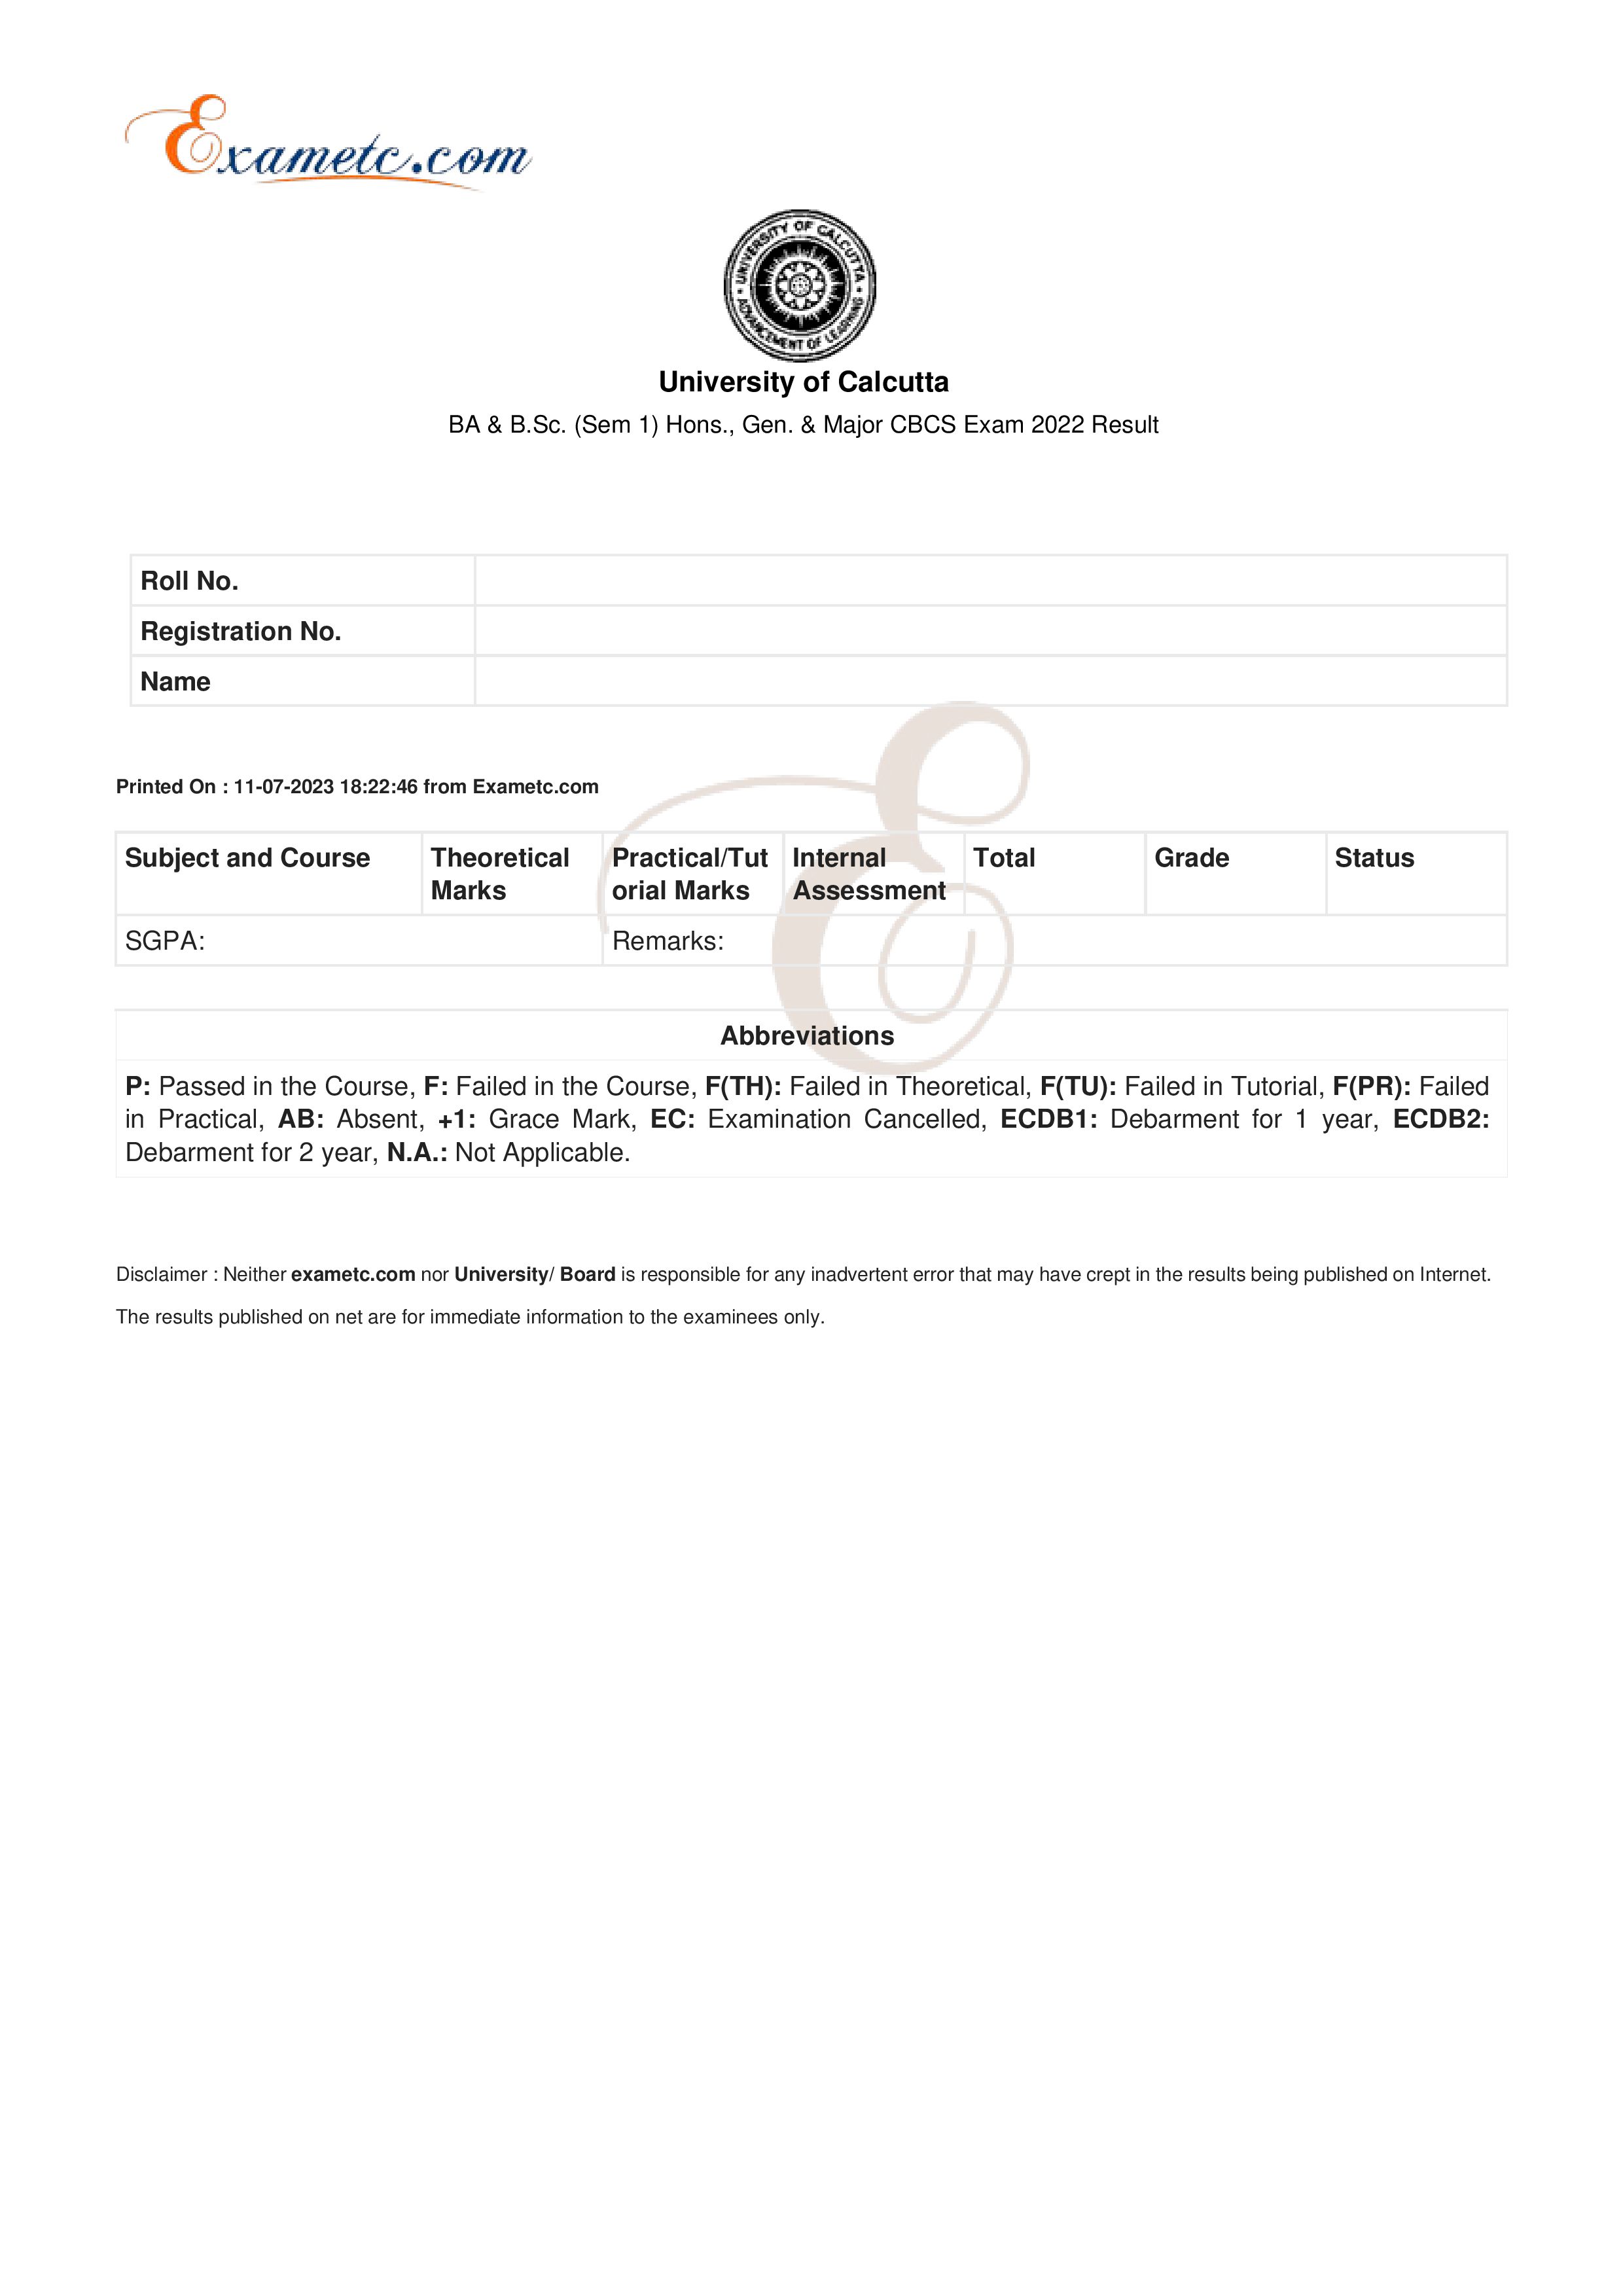 Exametc.com
UNIVERSITY OF CALCUTTA
ADVANCEMENT OF LEARNING
University of Calcutta
BA & B.Sc. (Sem 1) Hons., Gen. & Major CBCS Exam 2022 Result
Roll No.
Registration No.
Name
Printed On : 11-07-2023 18:22:46 from Exametc.com
Subject and Course Theoretical Practical/Tut Internal Total Grade Status
Marks orial Marks Assessment
SGPA: Remarks:
Abbreviations
P: Passed in the Course, F: Failed in the Course, F(TH): Failed in Theoretical, F(TU): Failed in Tutorial, F(PR): Failed
in Practical, AB: Absent, +1: Grace Mark, EC: Examination Cancelled, ECDB1: Debarment for 1 year, ECDB2:
Debarment for 2 year, N.A.: Not Applicable.
Disclaimer : Neither exametc.com nor University/ Board is responsible for any inadvertent error that may have crept in the results being published on Internet.
The results published on net are for immediate information to the examinees only.